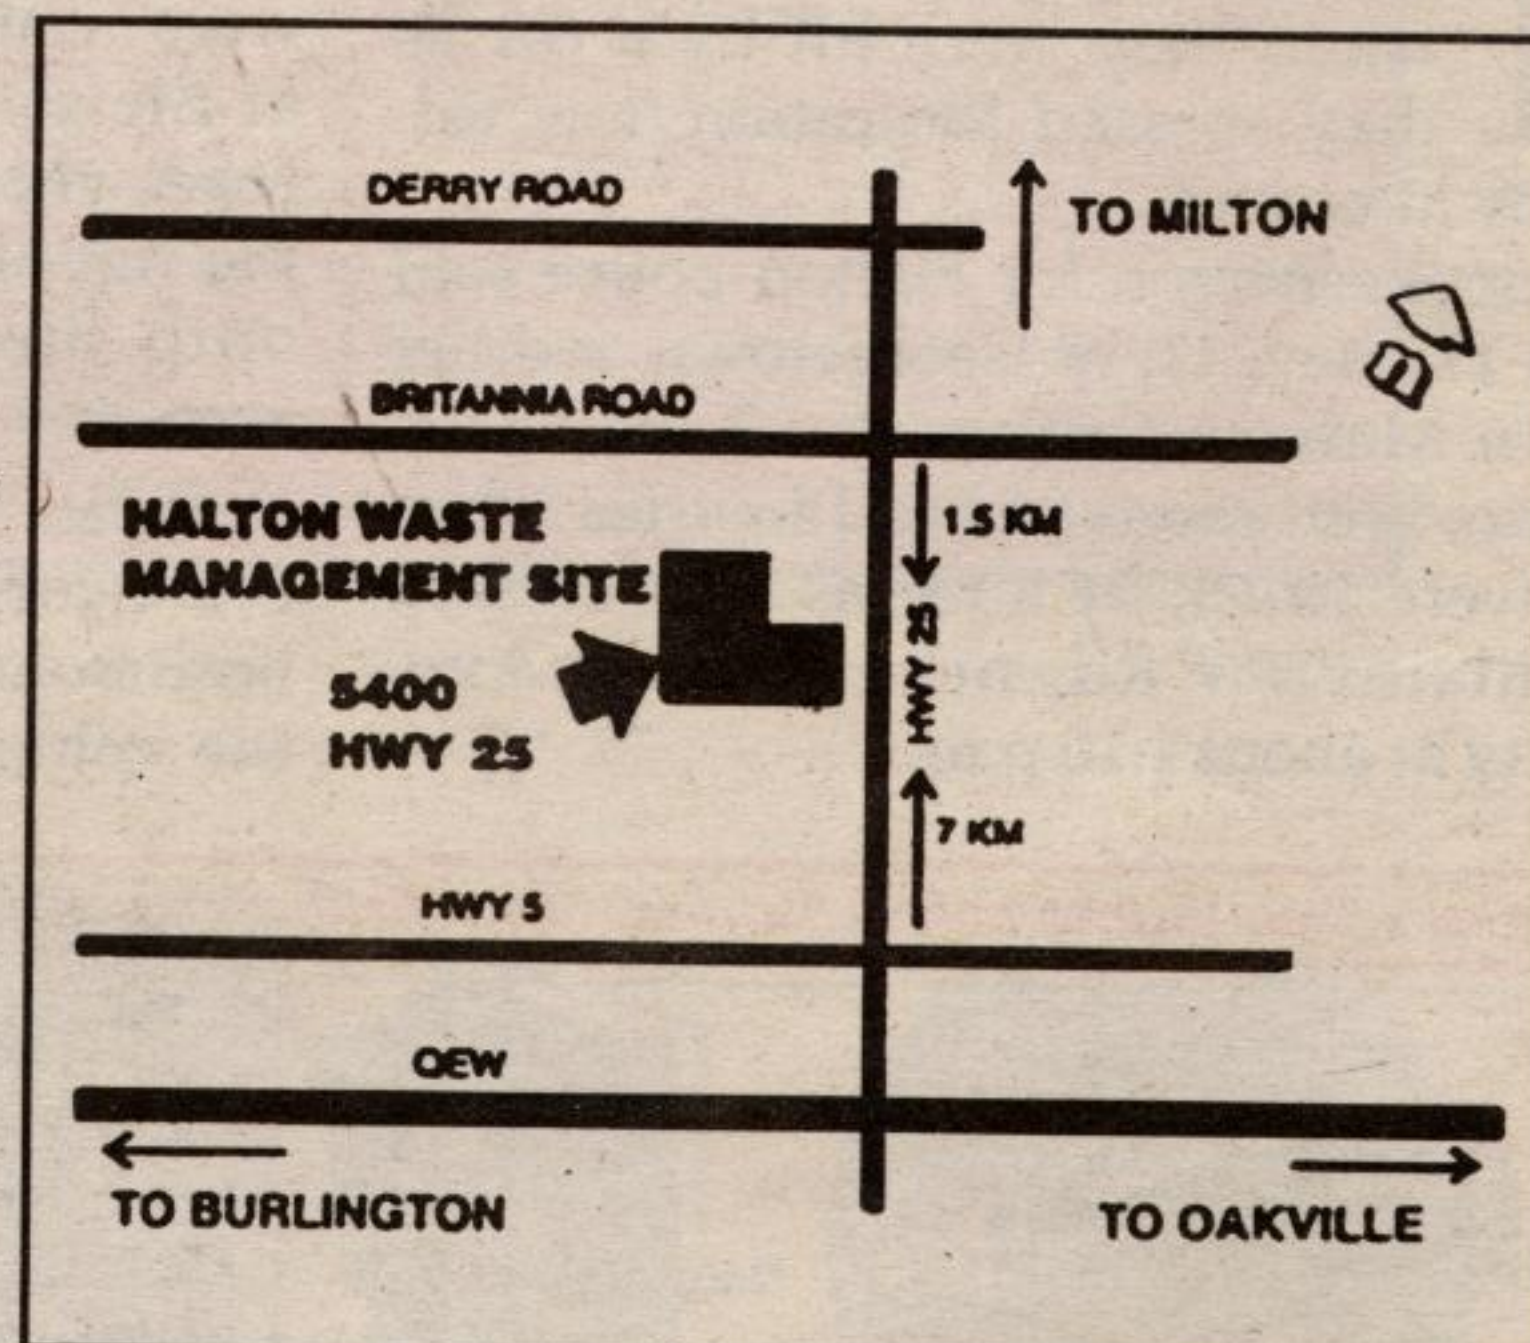 DERRY ROAD
TO MILTON
BRITANNIA ROAD
HALTON WASTE
MANAGEMENT SITE
1.5 KM
HWY 25
5400
HWY 25
7 KM
HWY 5
QEW
TO BURLINGTON
TO OAKVILLE